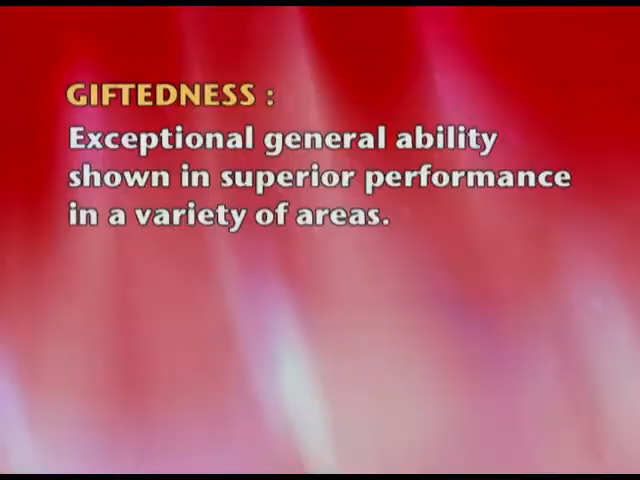 GIFTEDNESS :
Exceptional general ability
shown in superior performance
in a variety of areas.